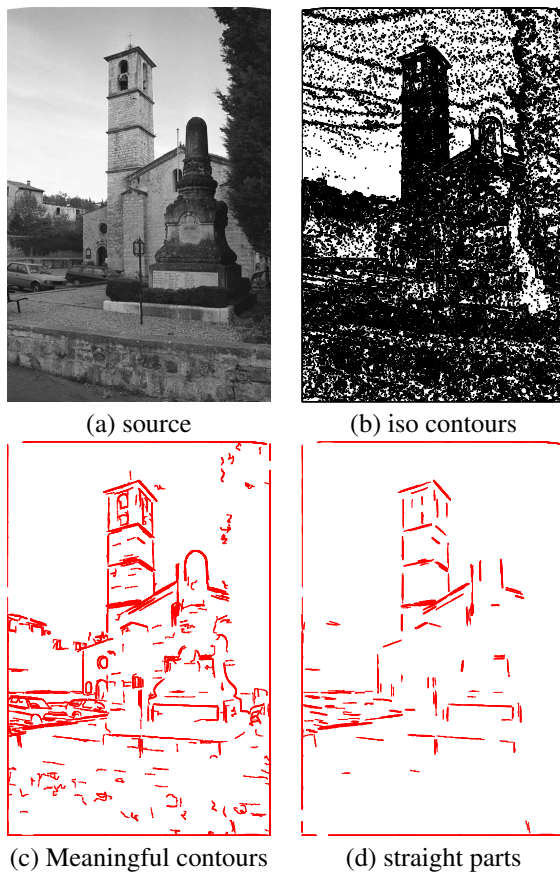 (a) source
(b) iso contours
(c) Meaningful contours
(d) straight parts